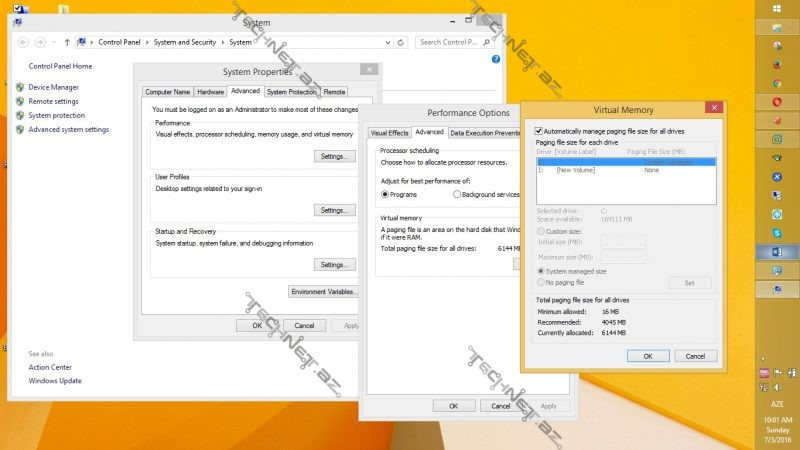 System
Control Panel
System and Security
System
Search Control P...
Control Panel Home
Device Manager
Remote settings
System protection
Advanced system settings
See also
Action Center
Windows Update
System Properties
Computer Name
Hardware
Advanced
System Protection
Remote
You must be logged on as an Administrator to make most of these changes.
Performance
Visual effects, processor scheduling, memory usage, and virtual memory
Settings...
User Profiles
Desktop settings related to your sign-in
Settings...
Startup and Recovery
System startup, system failure, and debugging information
Settings...
Environment Variables...
OK
Cancel
Apply
Performance Options
Visual Effects
Advanced
Data Execution Preventi
Processor scheduling
Choose how to allocate processor resources.
Adjust for best performance of:
Programs
Background services
Virtual memory
A paging file is an area on the hard disk that Win
if it were RAM.
Total paging file size for all drives:
6144 M
OK
Cancel
Apply
Virtual Memory
Automatically manage paging file size for all drives
Paging file size for each drive
Drive [Volume Label]
Paging File Size (MB)
C:
System managed
I:
[New Volume]
None
Selected drive:
C:
Space available:
169111 MB
Custom size:
Initial size (MB):
Maximum size (MB):
System managed size
No paging file
Set
Total paging file size for all drives
Minimum allowed:
16 MB
Recommended:
4045 MB
Currently allocated:
6144 MB
OK
Cancel
AZE
10:01 AM
Sunday
7/3/2016
TECHNET.AZ
TECHNET.AZ
TECHNET.AZ
TECHNET.AZ